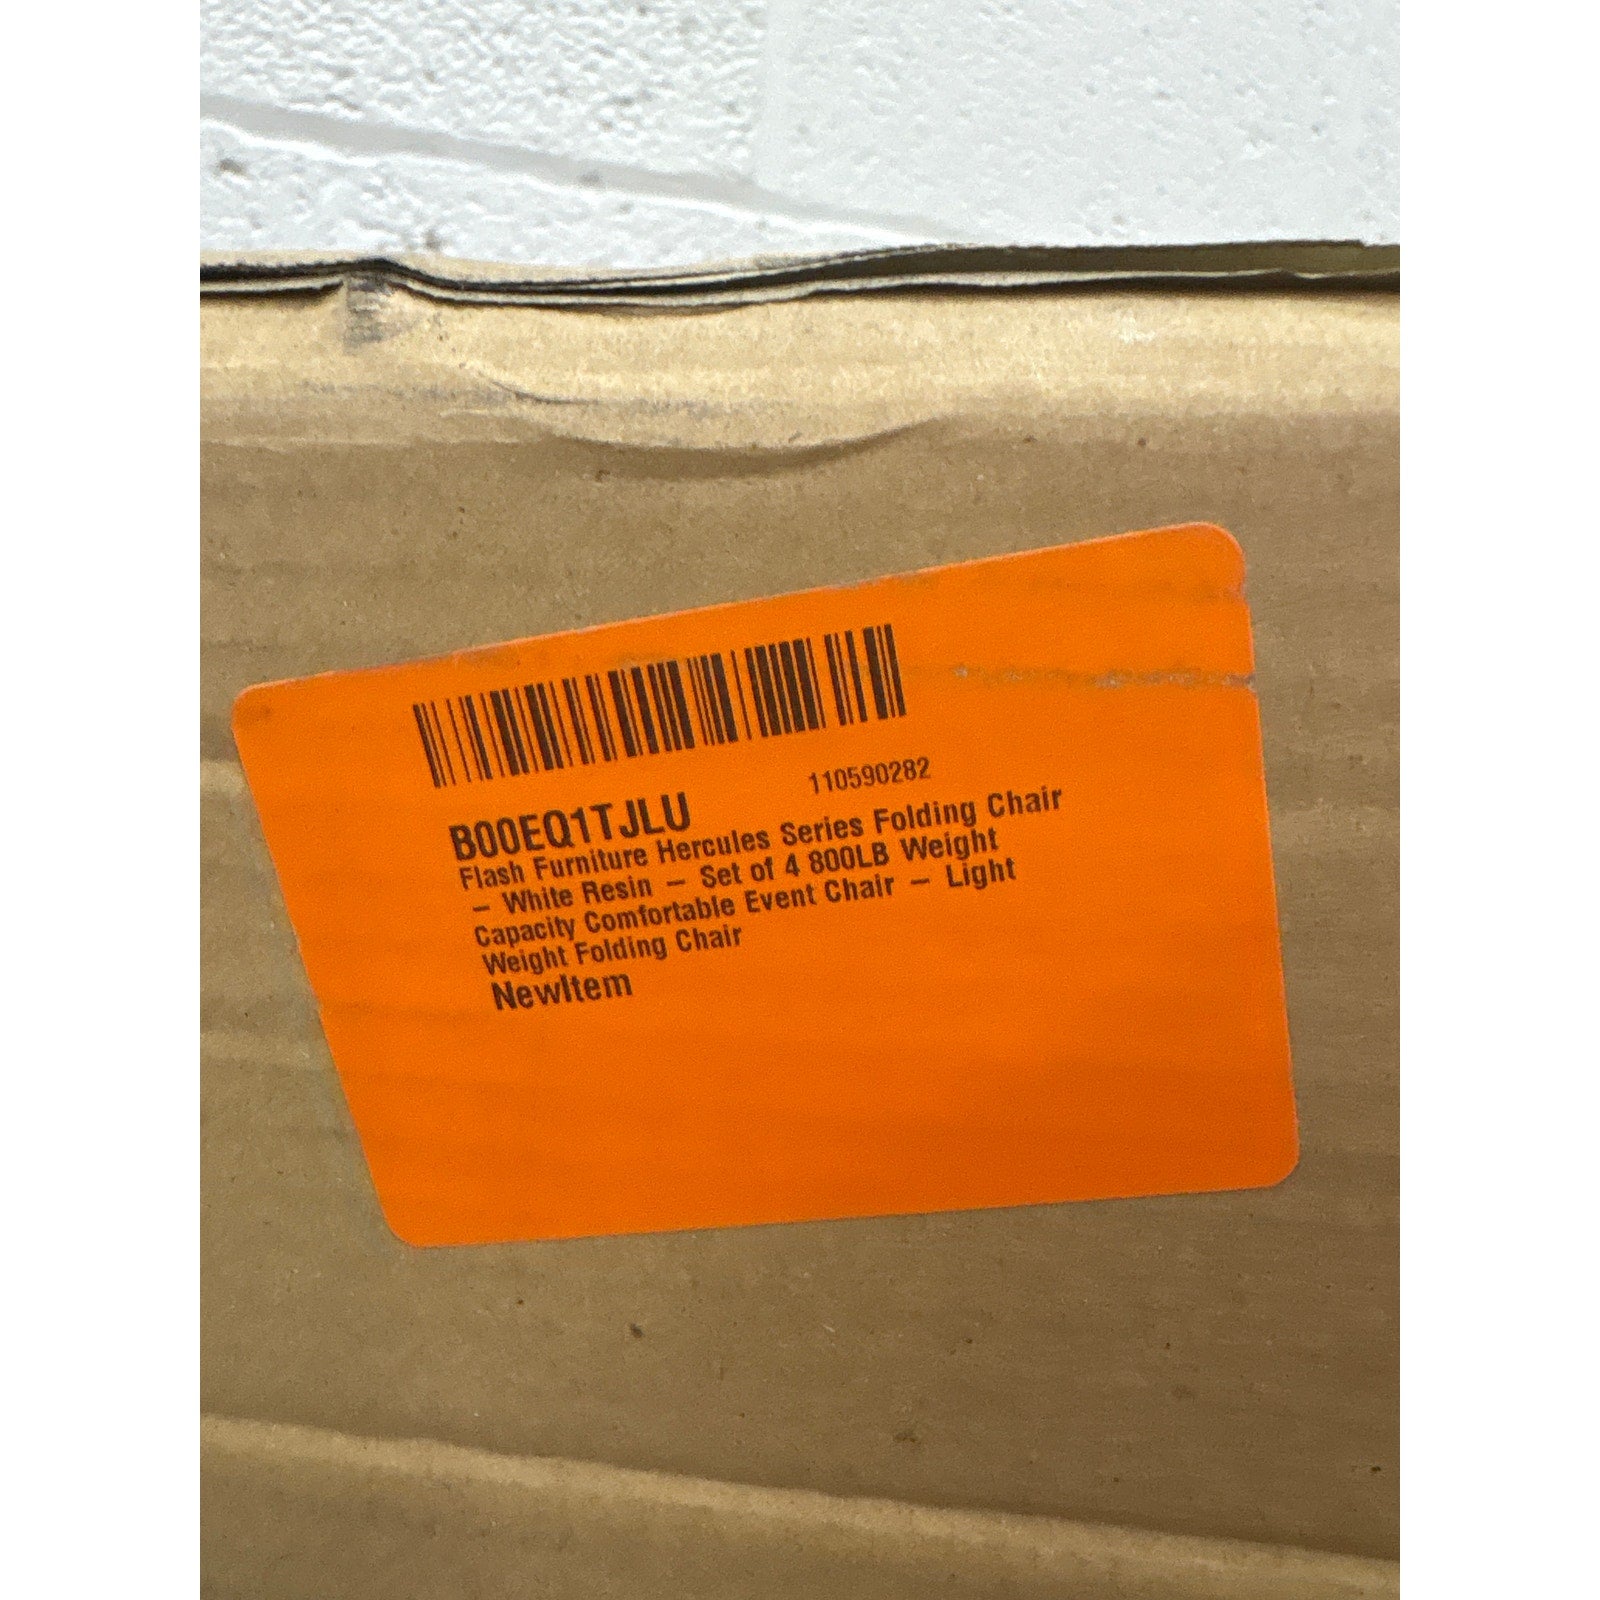 110590282
B00EQ1TJLU
Flash Furniture Hercules Series Folding Chair
– White Resin – Set of 4 800LB Weight
Capacity Comfortable Event Chair – Light
Weight Folding Chair
NewItem